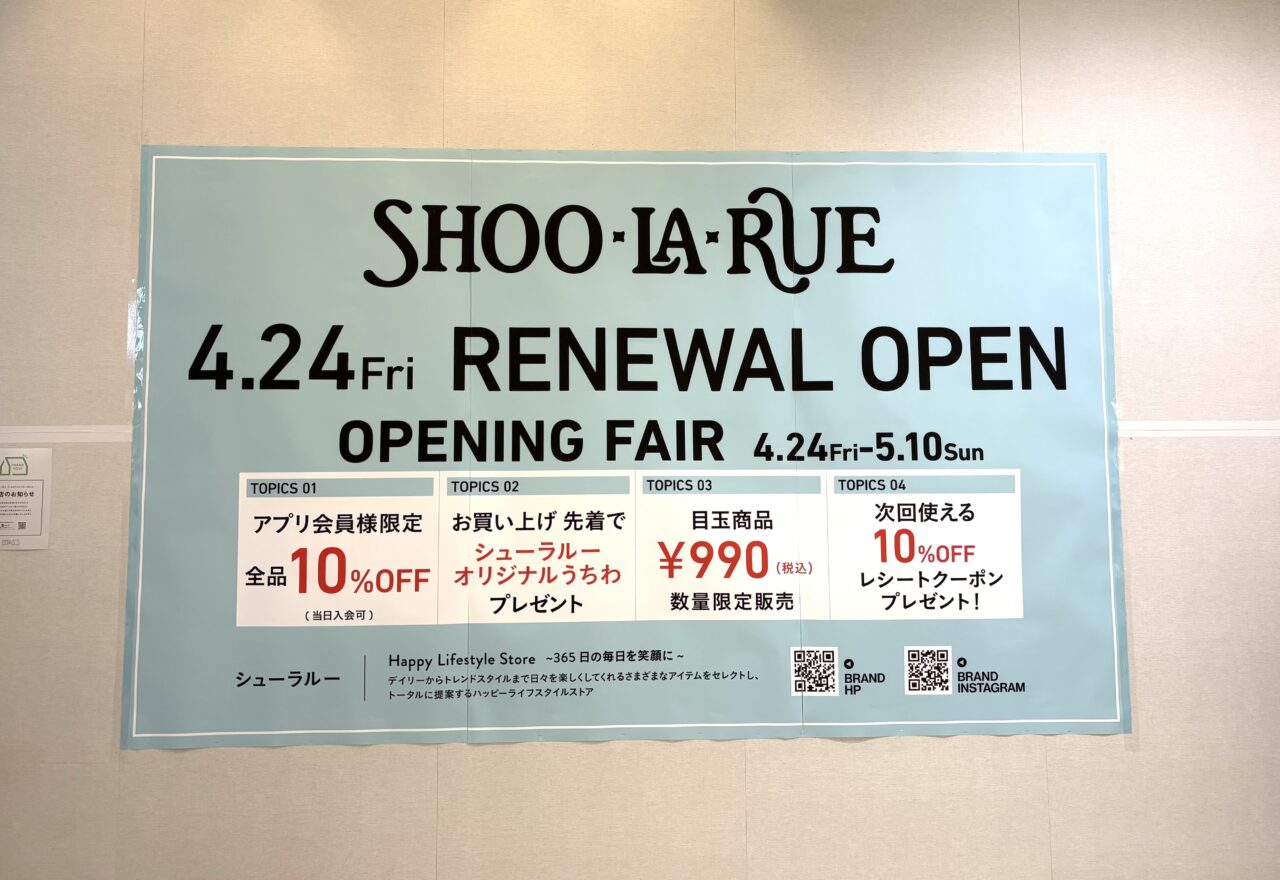 SHOO·LA·RUE
4.24Fri RENEWAL OPEN
OPENING FAIR 4.24Fri-5.10Sun
TOPICS 01
アプリ会員様限定
全品10%OFF
(当日入会可)
TOPICS 02
お買い上げ 先着で
シューラルー
オリジナルうちわ
プレゼント
TOPICS 03
目玉商品
¥990(税込)
数量限定販売
TOPICS 04
次回使える
10%OFF
レシートクーポン
プレゼント!
シューラルー
Happy Lifestyle Store ~365日の毎日を笑顔に~
デイリーからトレンドスタイルまで日々を楽しくしてくれるさまざまなアイテムをセレクトし、
トータルに提案するハッピーライフスタイルストア
BRAND
HP
BRAND
INSTAGRAM
店のお知らせ